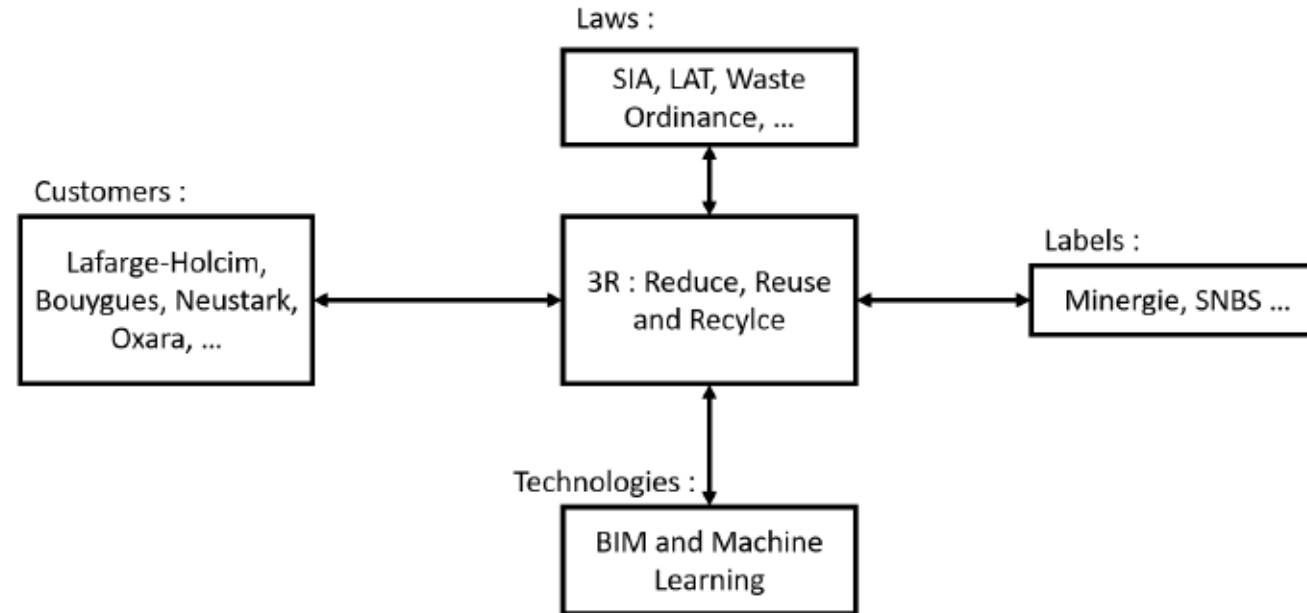 Laws :
SIA, LAT, Waste
Ordinance, ...
Customers :
Lafarge-Holcim,
Bouygues, Neustark,
Oxara, ...
3R : Reduce, Reuse
and Recylce
Labels :
Minergie, SNBS ...
Technologies :
BIM and Machine
Learning